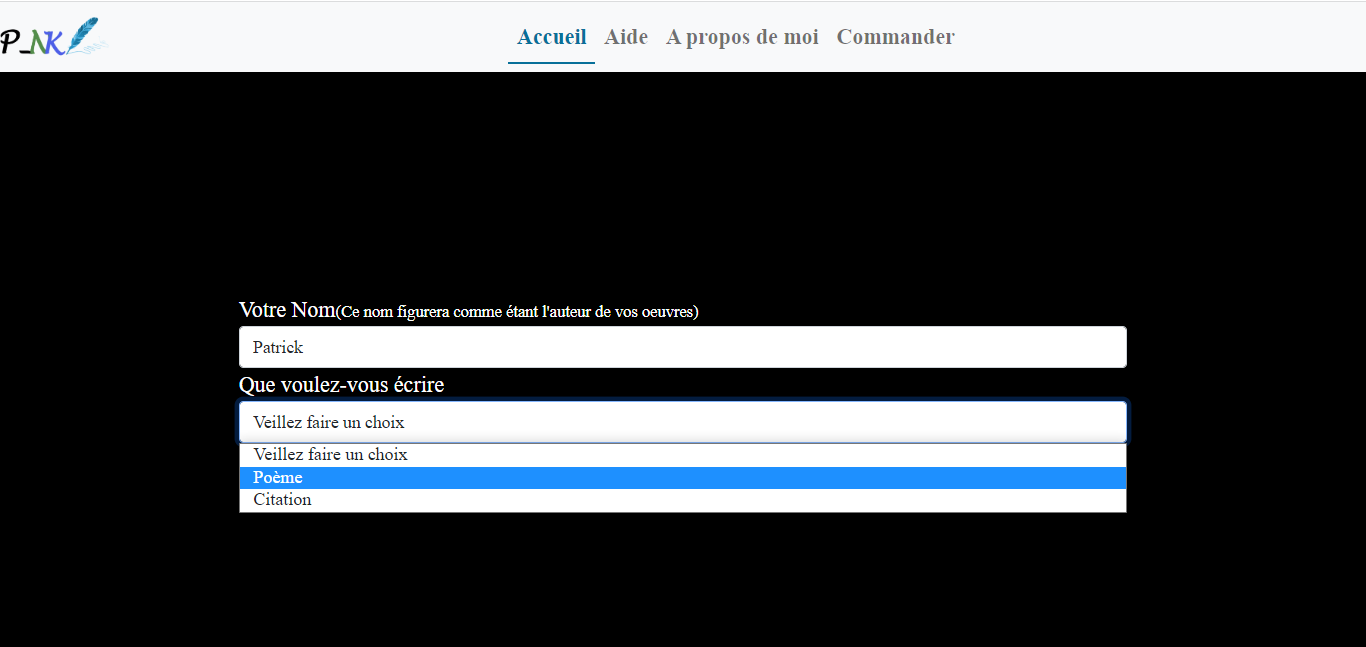 P_NK
Accueil Aide A propos de moi Commander
Votre Nom(Ce nom figurera comme étant l'auteur de vos oeuvres)
Patrick
Que voulez-vous écrire
Veillez faire un choix
Veillez faire un choix
Poème
Citation